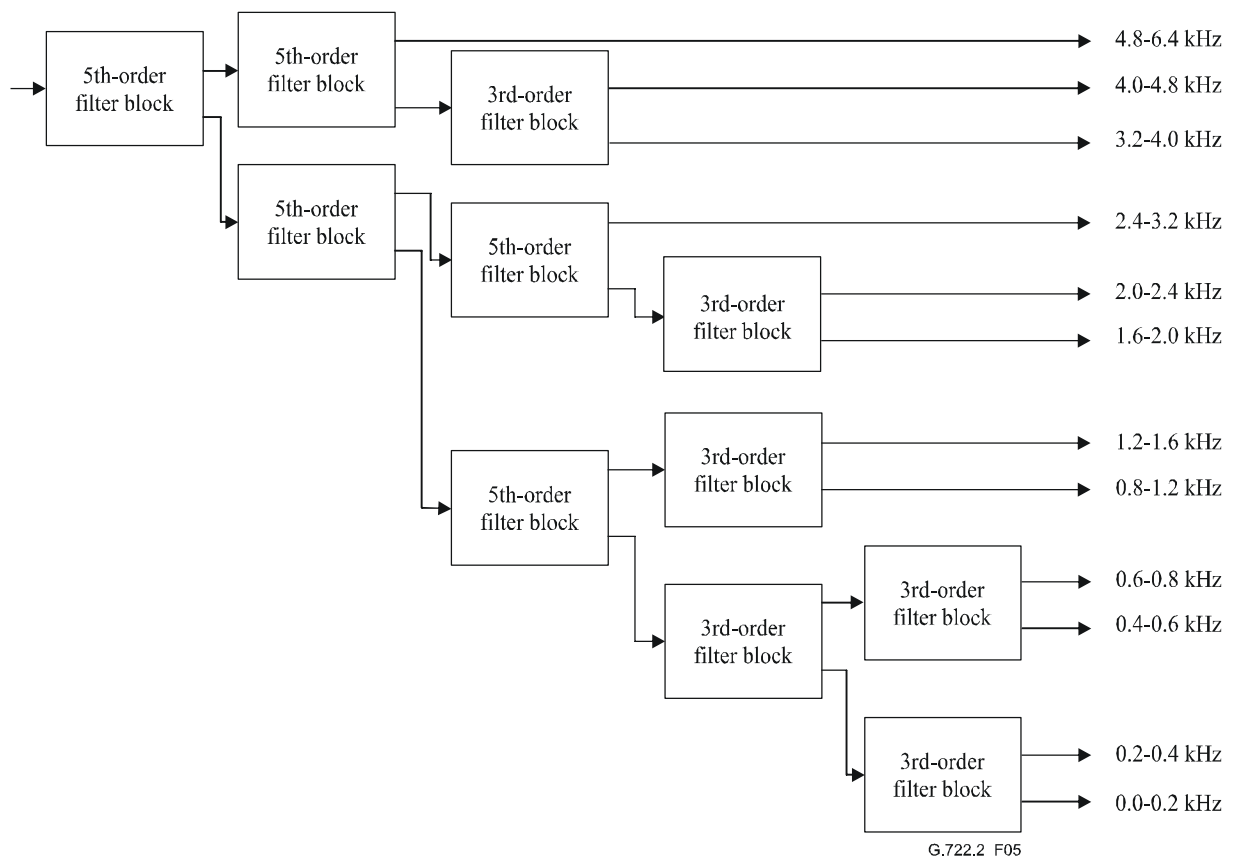 5th-order
filter block
5th-order
filter block
4.8-6.4 kHz
3rd-order
filter block
4.0-4.8 kHz
3.2-4.0 kHz
5th-order
filter block
5th-order
filter block
2.4-3.2 kHz
3rd-order
filter block
2.0-2.4 kHz
1.6-2.0 kHz
5th-order
filter block
3rd-order
filter block
1.2-1.6 kHz
0.8-1.2 kHz
3rd-order
filter block
3rd-order
filter block
0.6-0.8 kHz
0.4-0.6 kHz
3rd-order
filter block
0.2-0.4 kHz
0.0-0.2 kHz
G.722.2_F05